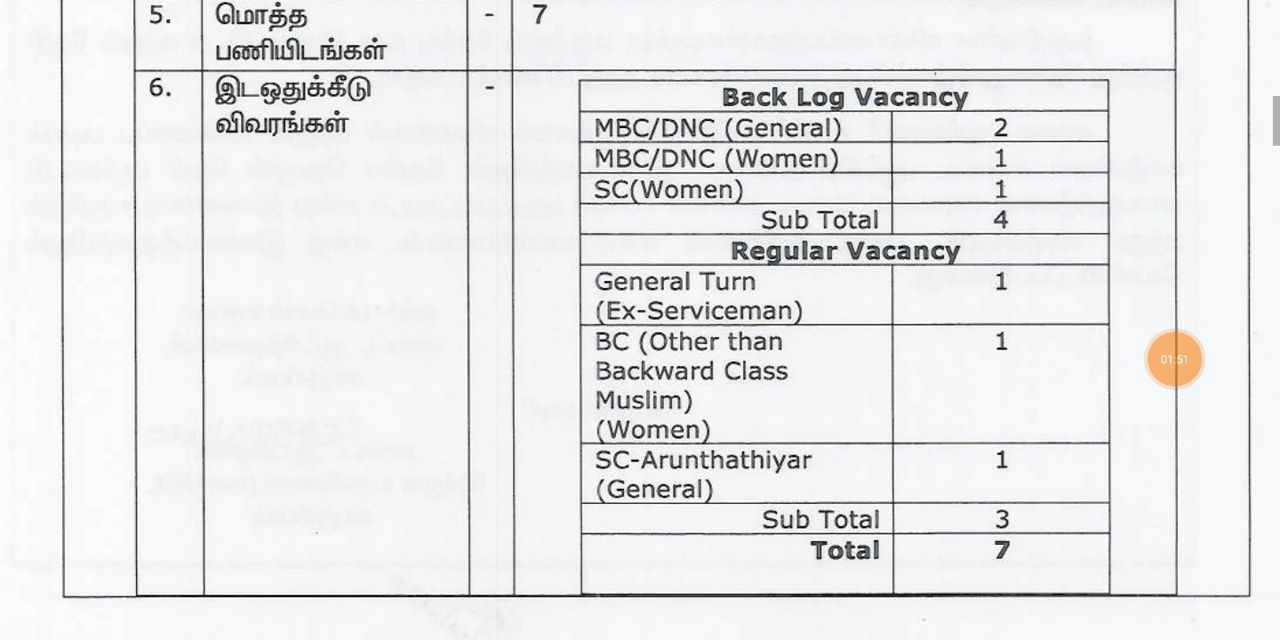 5. மொத்த - 7
பணியிடங்கள்
6. இடஒதுக்கீடு -
விவரங்கள்
Back Log Vacancy
MBC/DNC (General) 2
MBC/DNC (Women) 1
SC(Women) 1
Sub Total 4
Regular Vacancy
General Turn 1
(Ex-Serviceman)
BC (Other than 1
Backward Class
Muslim)
(Women)
SC-Arunthathiyar 1
(General)
Sub Total 3
Total 7
01:51